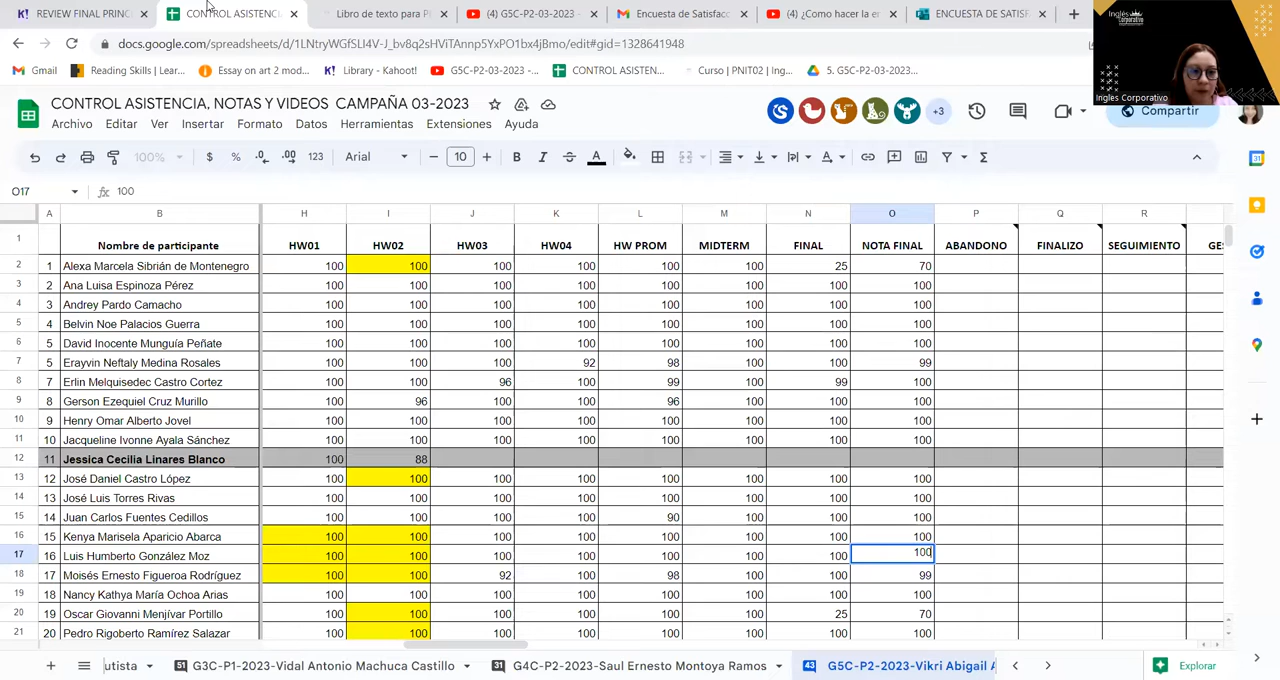 REVIEW FINAL PRINC CONTROL ASISTENCI Libro de texto para P (4) G5C-P2-03-2023 - Encuesta de Satisfacc (4) ¿Como hacer la en ENCUESTA DE SATISF
docs.google.com/spreadsheets/d/1LNtryWGfSLI4V-J_bv8q2sHViTAnnp5YxPO1bx4jBmo/edit#gid=1328641948
Gmail Reading Skills | Lear... Essay on art 2 mod... Library - Kahoot! G5C-P2-03-2023 -... CONTROL ASISTEN... Curso | PNIT02 | Ing... 5. G5C-P2-03-2023...
Inglés Corporativo
Ingles Corporativo
CONTROL ASISTENCIA, NOTAS Y VIDEOS CAMPAÑA 03-2023
+3
Compartir
Archivo Editar Ver Insertar Formato Datos Herramientas Extensiones Ayuda
100% $ % .0 .00 123 Arial 10 B I A Σ
O17 fx 100
A B H I J K L M N O P Q R
1 Nombre de participante HW01 HW02 HW03 HW04 HW PROM MIDTERM FINAL NOTA FINAL ABANDONO FINALIZO SEGUIMIENTO GES
2 1 Alexa Marcela Sibrián de Montenegro 100 100 100 100 100 100 25 70
3 2 Ana Luisa Espinoza Pérez 100 100 100 100 100 100 100 100
4 3 Andrey Pardo Camacho 100 100 100 100 100 100 100 100
5 4 Belvin Noe Palacios Guerra 100 100 100 100 100 100 100 100
6 5 David Inocente Munguía Peñate 100 100 100 100 100 100 100 100
7 5 Erayvin Neftaly Medina Rosales 100 100 100 92 98 100 100 99
8 7 Erlin Melquisedec Castro Cortez 100 100 96 100 99 100 99 100
9 8 Gerson Ezequiel Cruz Murillo 100 96 100 100 96 100 100 100
10 9 Henry Omar Alberto Jovel 100 100 100 100 100 100 100 100
11 10 Jacqueline Ivonne Ayala Sánchez 100 100 100 100 100 100 100 100
12 11 Jessica Cecilia Linares Blanco 100 88
13 12 José Daniel Castro López 100 100 100 100 100 100 100 100
14 13 José Luis Torres Rivas 100 100 100 100 100 100 100 100
15 14 Juan Carlos Fuentes Cedillos 100 100 100 100 90 100 100 100
16 15 Kenya Marisela Aparicio Abarca 100 100 100 100 100 100 100 100
17 16 Luis Humberto González Moz 100 100 100 100 100 100 100 100
18 17 Moisés Ernesto Figueroa Rodríguez 100 100 92 100 98 100 100 99
19 18 Nancy Kathya María Ochoa Arias 100 100 100 100 100 100 100 100
20 19 Oscar Giovanni Menjívar Portillo 100 100 100 100 100 100 25 70
21 20 Pedro Rigoberto Ramírez Salazar 100 100 100 100 100 100 100 100
utista 51 G3C-P1-2023-Vidal Antonio Machuca Castillo 31 G4C-P2-2023-Saul Ernesto Montoya Ramos 43 G5C-P2-2023-Vikri Abigail A Explorar